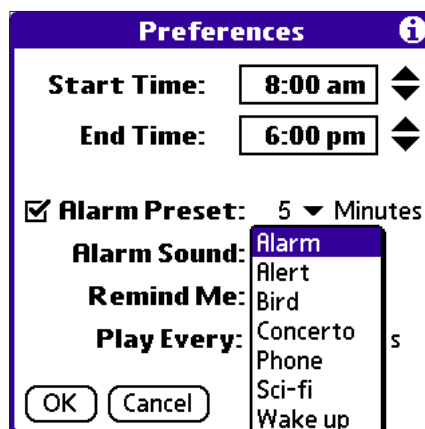 Preferences i
Start Time: 8:00 am
End Time: 6:00 pm
Alarm Preset: 5 Minutes
Alarm Sound: Alarm
Alert
Remind Me: Bird
Play Every: Concerto s
Phone
Sci-fi
OK Cancel
Wake up